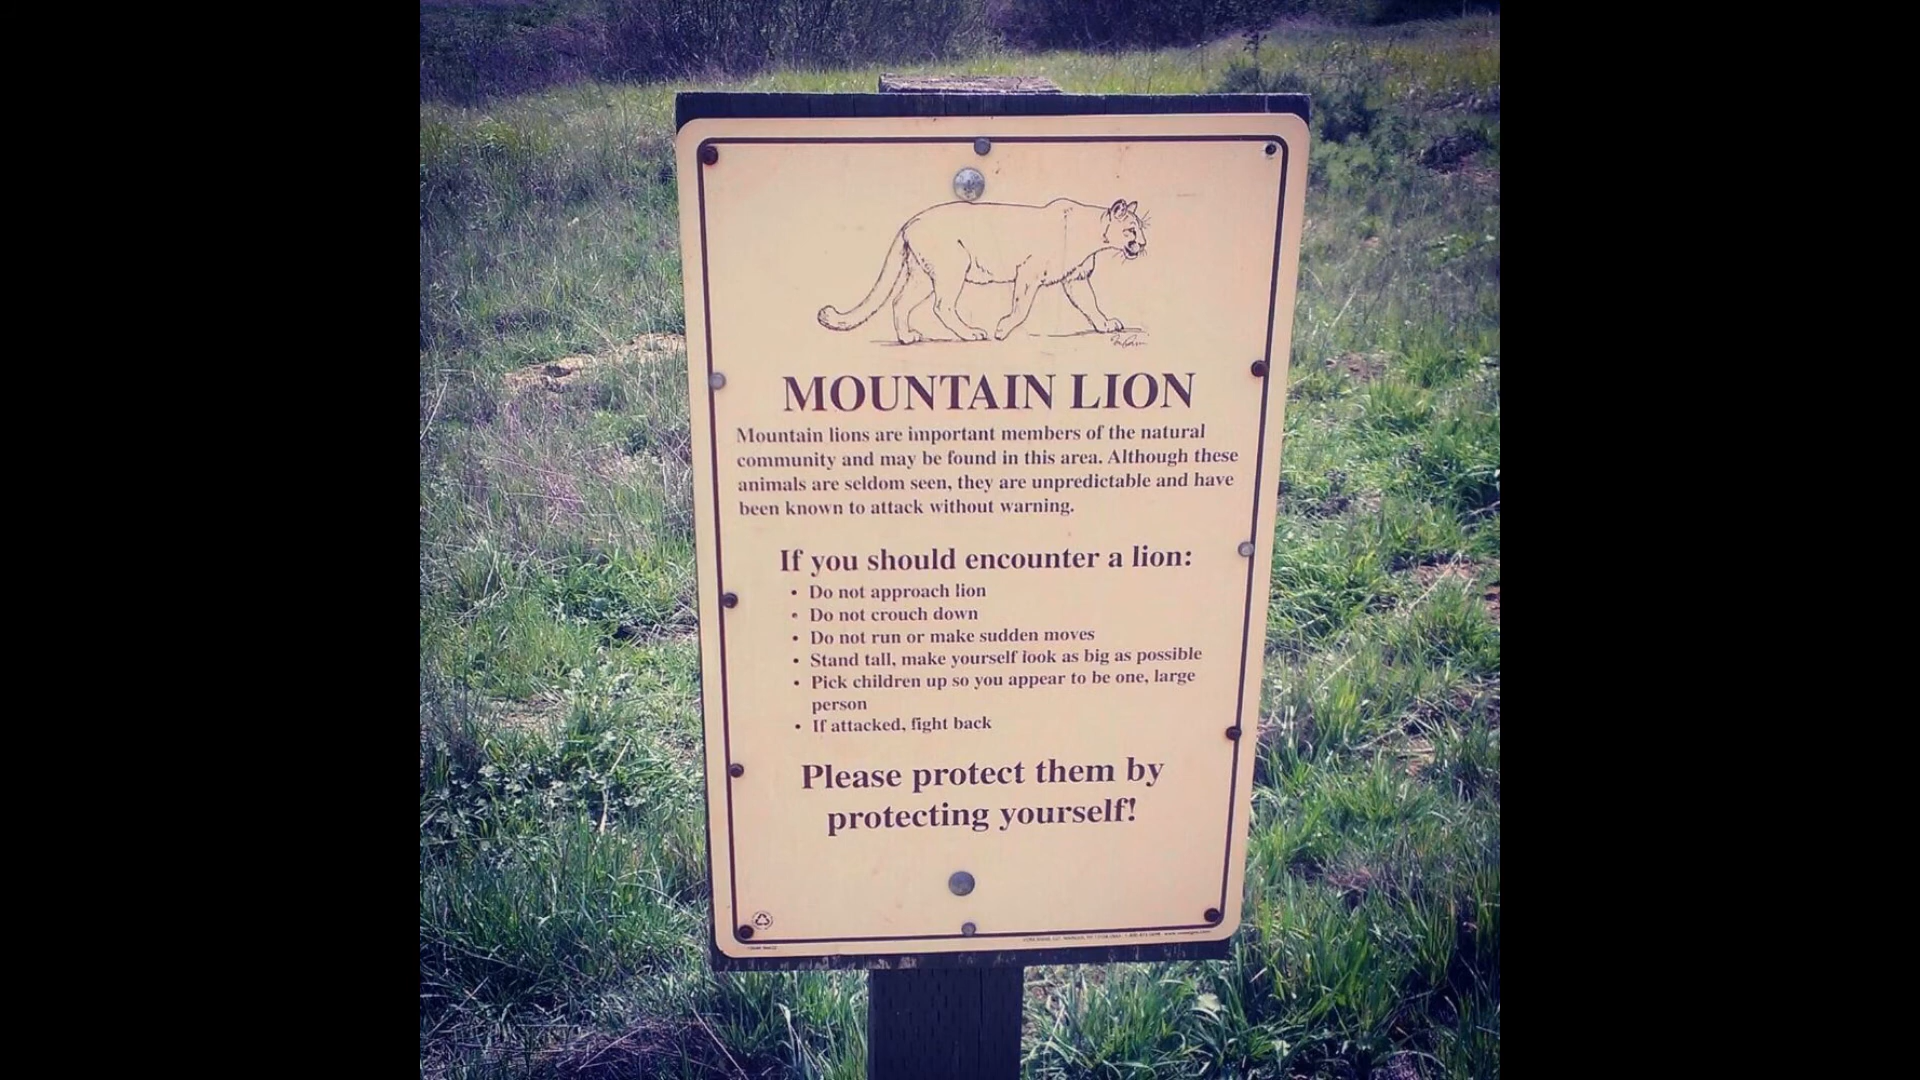 MOUNTAIN LION
Mountain lions are important members of the natural
community and may be found in this area. Although these
animals are seldom seen, they are unpredictable and have
been known to attack without warning.
If you should encounter a lion:
• Do not approach lion
• Do not crouch down
• Do not run or make sudden moves
• Stand tall, make yourself look as big as possible
• Pick children up so you appear to be one, large
person
• If attacked, fight back
Please protect them by
protecting yourself!